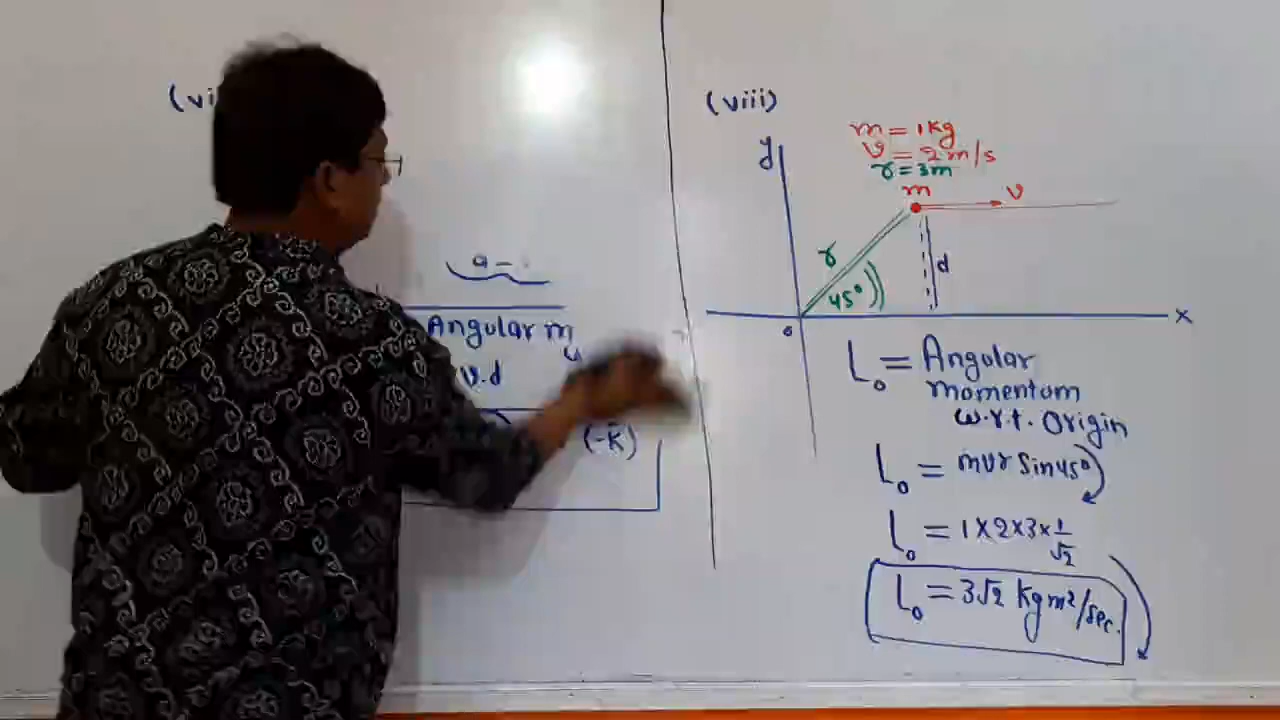 (vi
a =
Angular m
v.d
(-k̂)
(viii)
m = 1kg
v = 2m/s
r = 3m
m
v
y
r
d
45°
x
o
L₀ = Angular
momentum
w.r.t. Origin
L₀ = mvr Sin45°
L₀ = 1×2×3×1/√2
L₀ = 3√2 kgm²/sec.